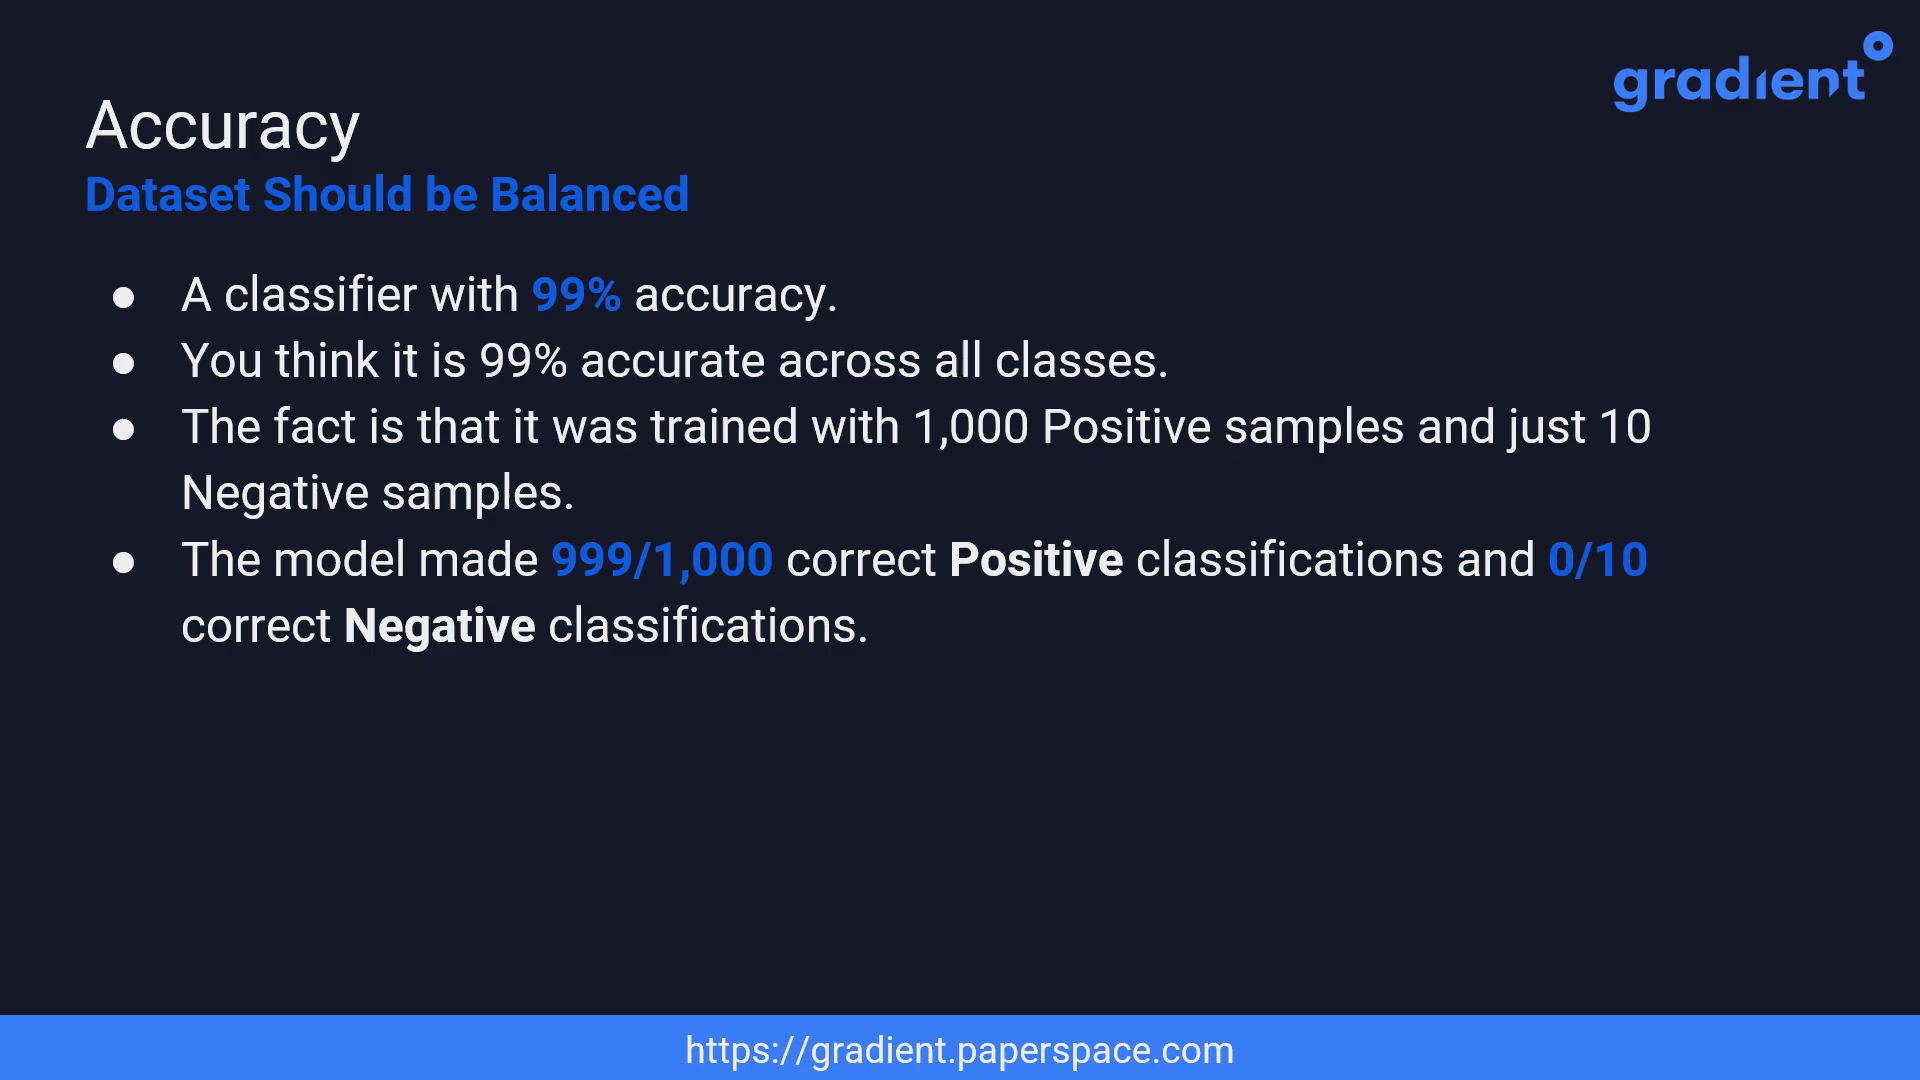 gradient
Accuracy
Dataset Should be Balanced
● A classifier with 99% accuracy.
● You think it is 99% accurate across all classes.
● The fact is that it was trained with 1,000 Positive samples and just 10
Negative samples.
● The model made 999/1,000 correct Positive classifications and 0/10
correct Negative classifications.
https://gradient.paperspace.com